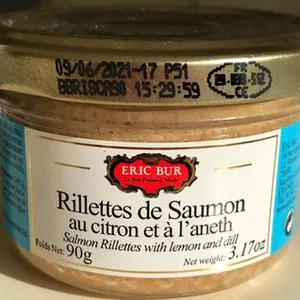 09/06/2021-17 P51
15:29:59
FR
CE
ERIC BUR
Rillettes de Saumon
au citron et à l'aneth
Salmon Rillettes with lemon and dill
Poids Net: 90g
Net weight: 3.17oz